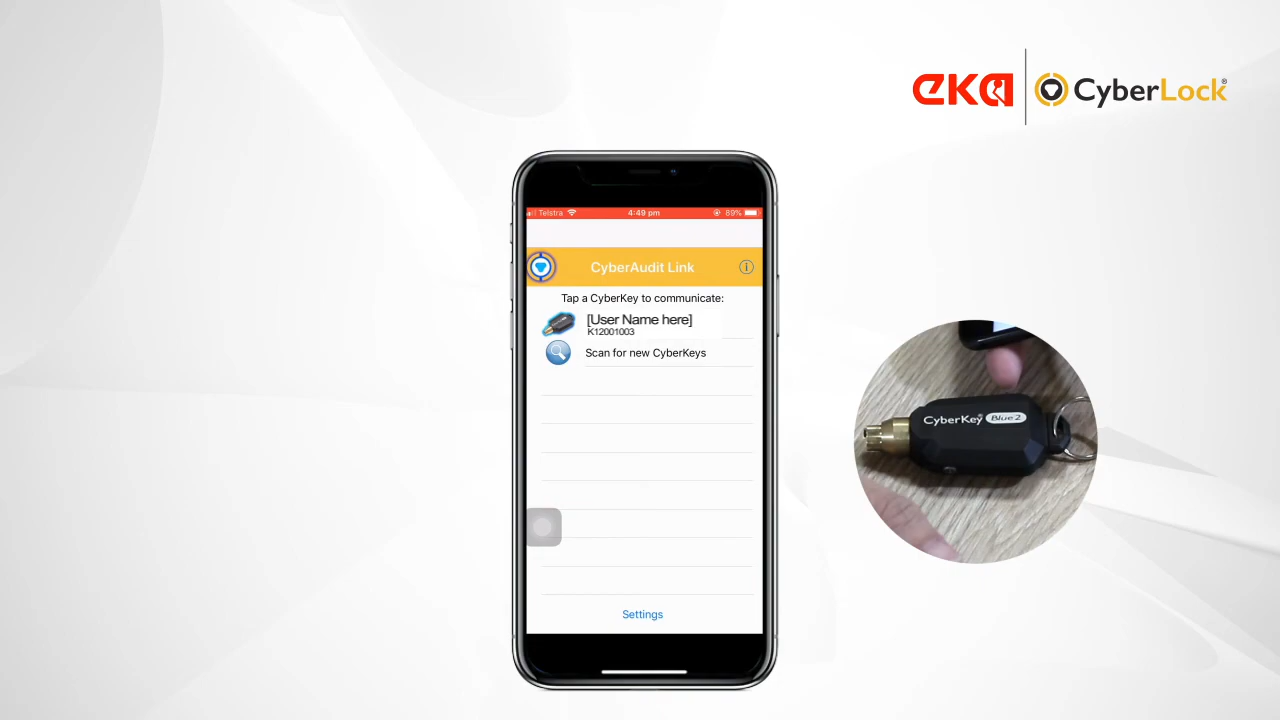 eka
CyberLock®
Telstra 4:49 pm 89%
CyberAudit Link
Tap a CyberKey to communicate:
[User Name here]
K12001003
Scan for new CyberKeys
Settings
CyberKey® Blue 2